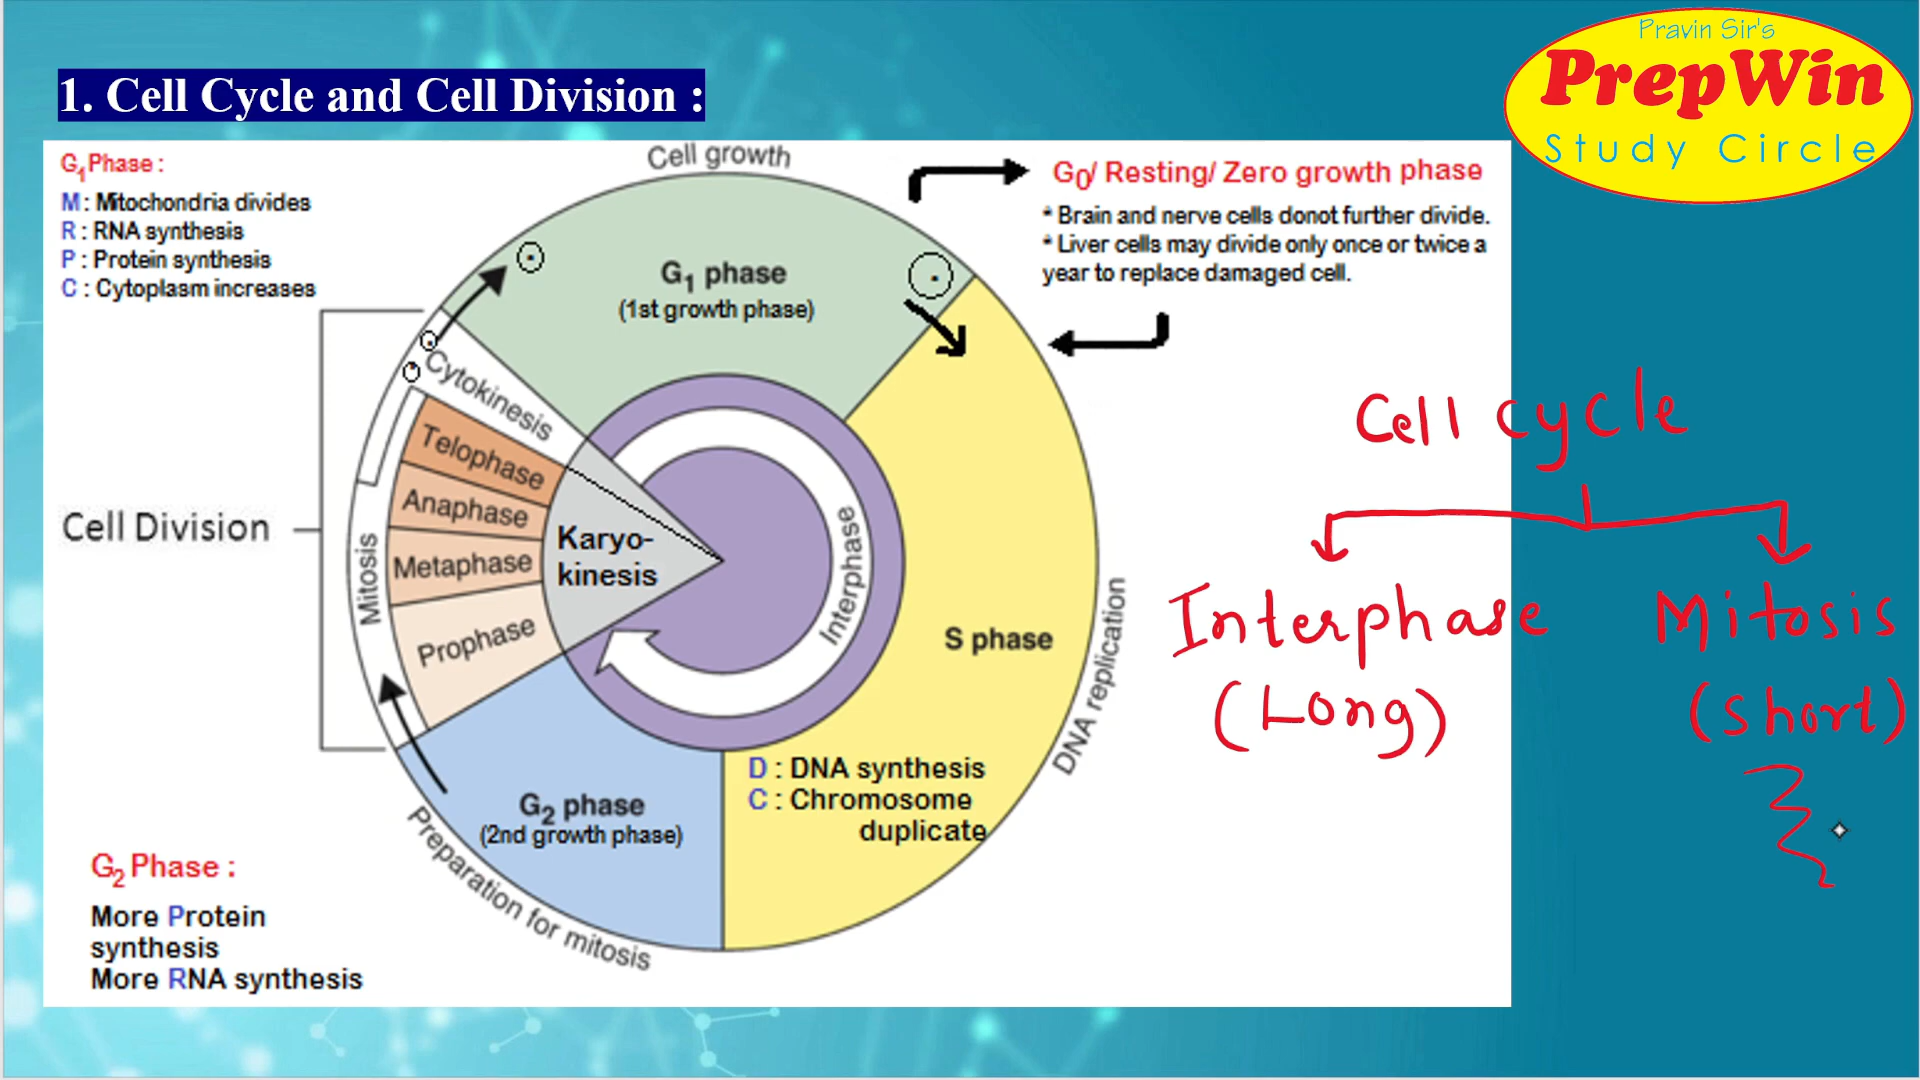 Pravin Sir's
PrepWin
Study Circle
1. Cell Cycle and Cell Division :
G1 Phase :
M : Mitochondria divides
R : RNA synthesis
P : Protein synthesis
C : Cytoplasm increases
Cell growth
G1 phase
(1st growth phase)
G0/ Resting/ Zero growth phase
* Brain and nerve cells donot further divide.
* Liver cells may divide only once or twice a
year to replace damaged cell.
Cytokinesis
Telophase
Anaphase
Metaphase
Prophase
Mitosis
Cell Division
Karyo-
kinesis
Interphase
S phase
DNA replication
D : DNA synthesis
C : Chromosome
duplicate
G2 phase
(2nd growth phase)
Preparation for mitosis
G2 Phase :
More Protein
synthesis
More RNA synthesis
Cell cycle
Interphase
(Long)
Mitosis
(short)